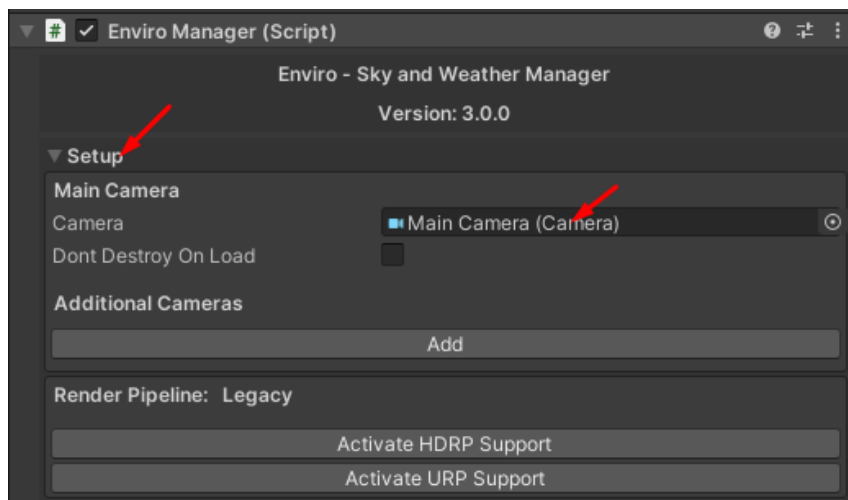 Enviro Manager (Script)
Enviro - Sky and Weather Manager
Version: 3.0.0
Setup
Main Camera
Camera Main Camera (Camera)
Dont Destroy On Load
Additional Cameras
Add
Render Pipeline: Legacy
Activate HDRP Support
Activate URP Support